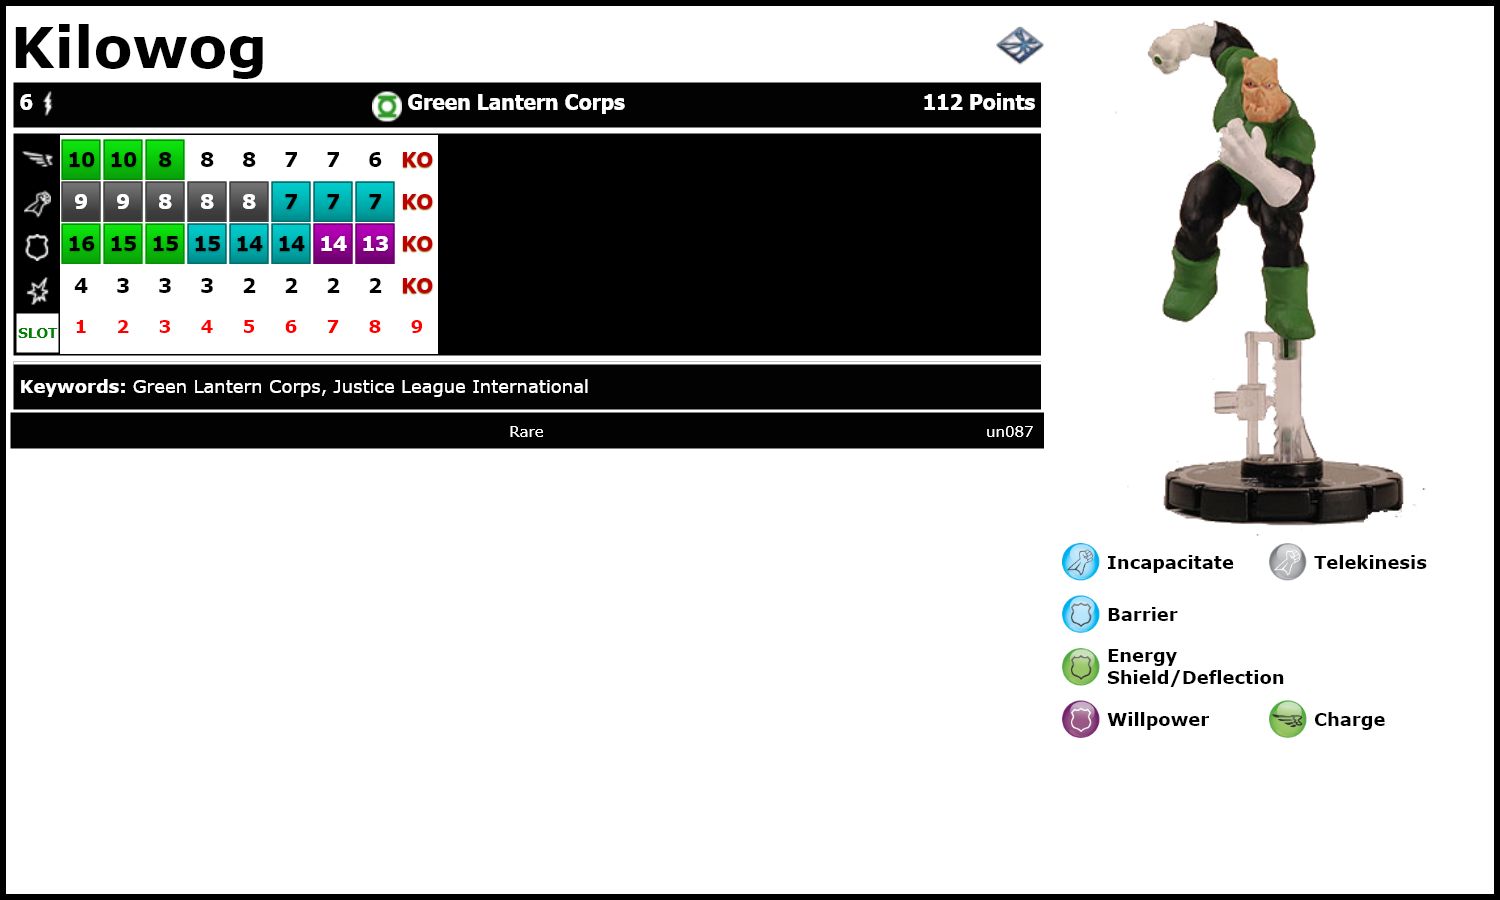 Kilowog
6 Green Lantern Corps 112 Points
10 10 8 8 8 7 7 6 KO
9 9 8 8 8 7 7 7 KO
16 15 15 15 14 14 14 13 KO
4 3 3 3 2 2 2 2 KO
SLOT 1 2 3 4 5 6 7 8 9
Keywords: Green Lantern Corps, Justice League International
Rare un087
Incapacitate Telekinesis
Barrier
Energy
Shield/Deflection
Willpower Charge